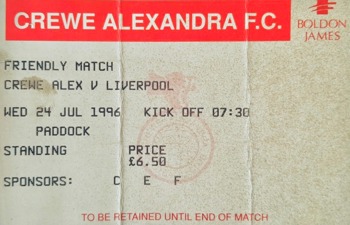 CREWE ALEXANDRA F.C.
BOLDON
JAMES
FRIENDLY MATCH
CREWE ALEX V LIVERPOOL
WED 24 JUL 1996 KICK OFF 07:30
PADDOCK
STANDING PRICE
£6.50
SPONSORS: C E F
TO BE RETAINED UNTIL END OF MATCH